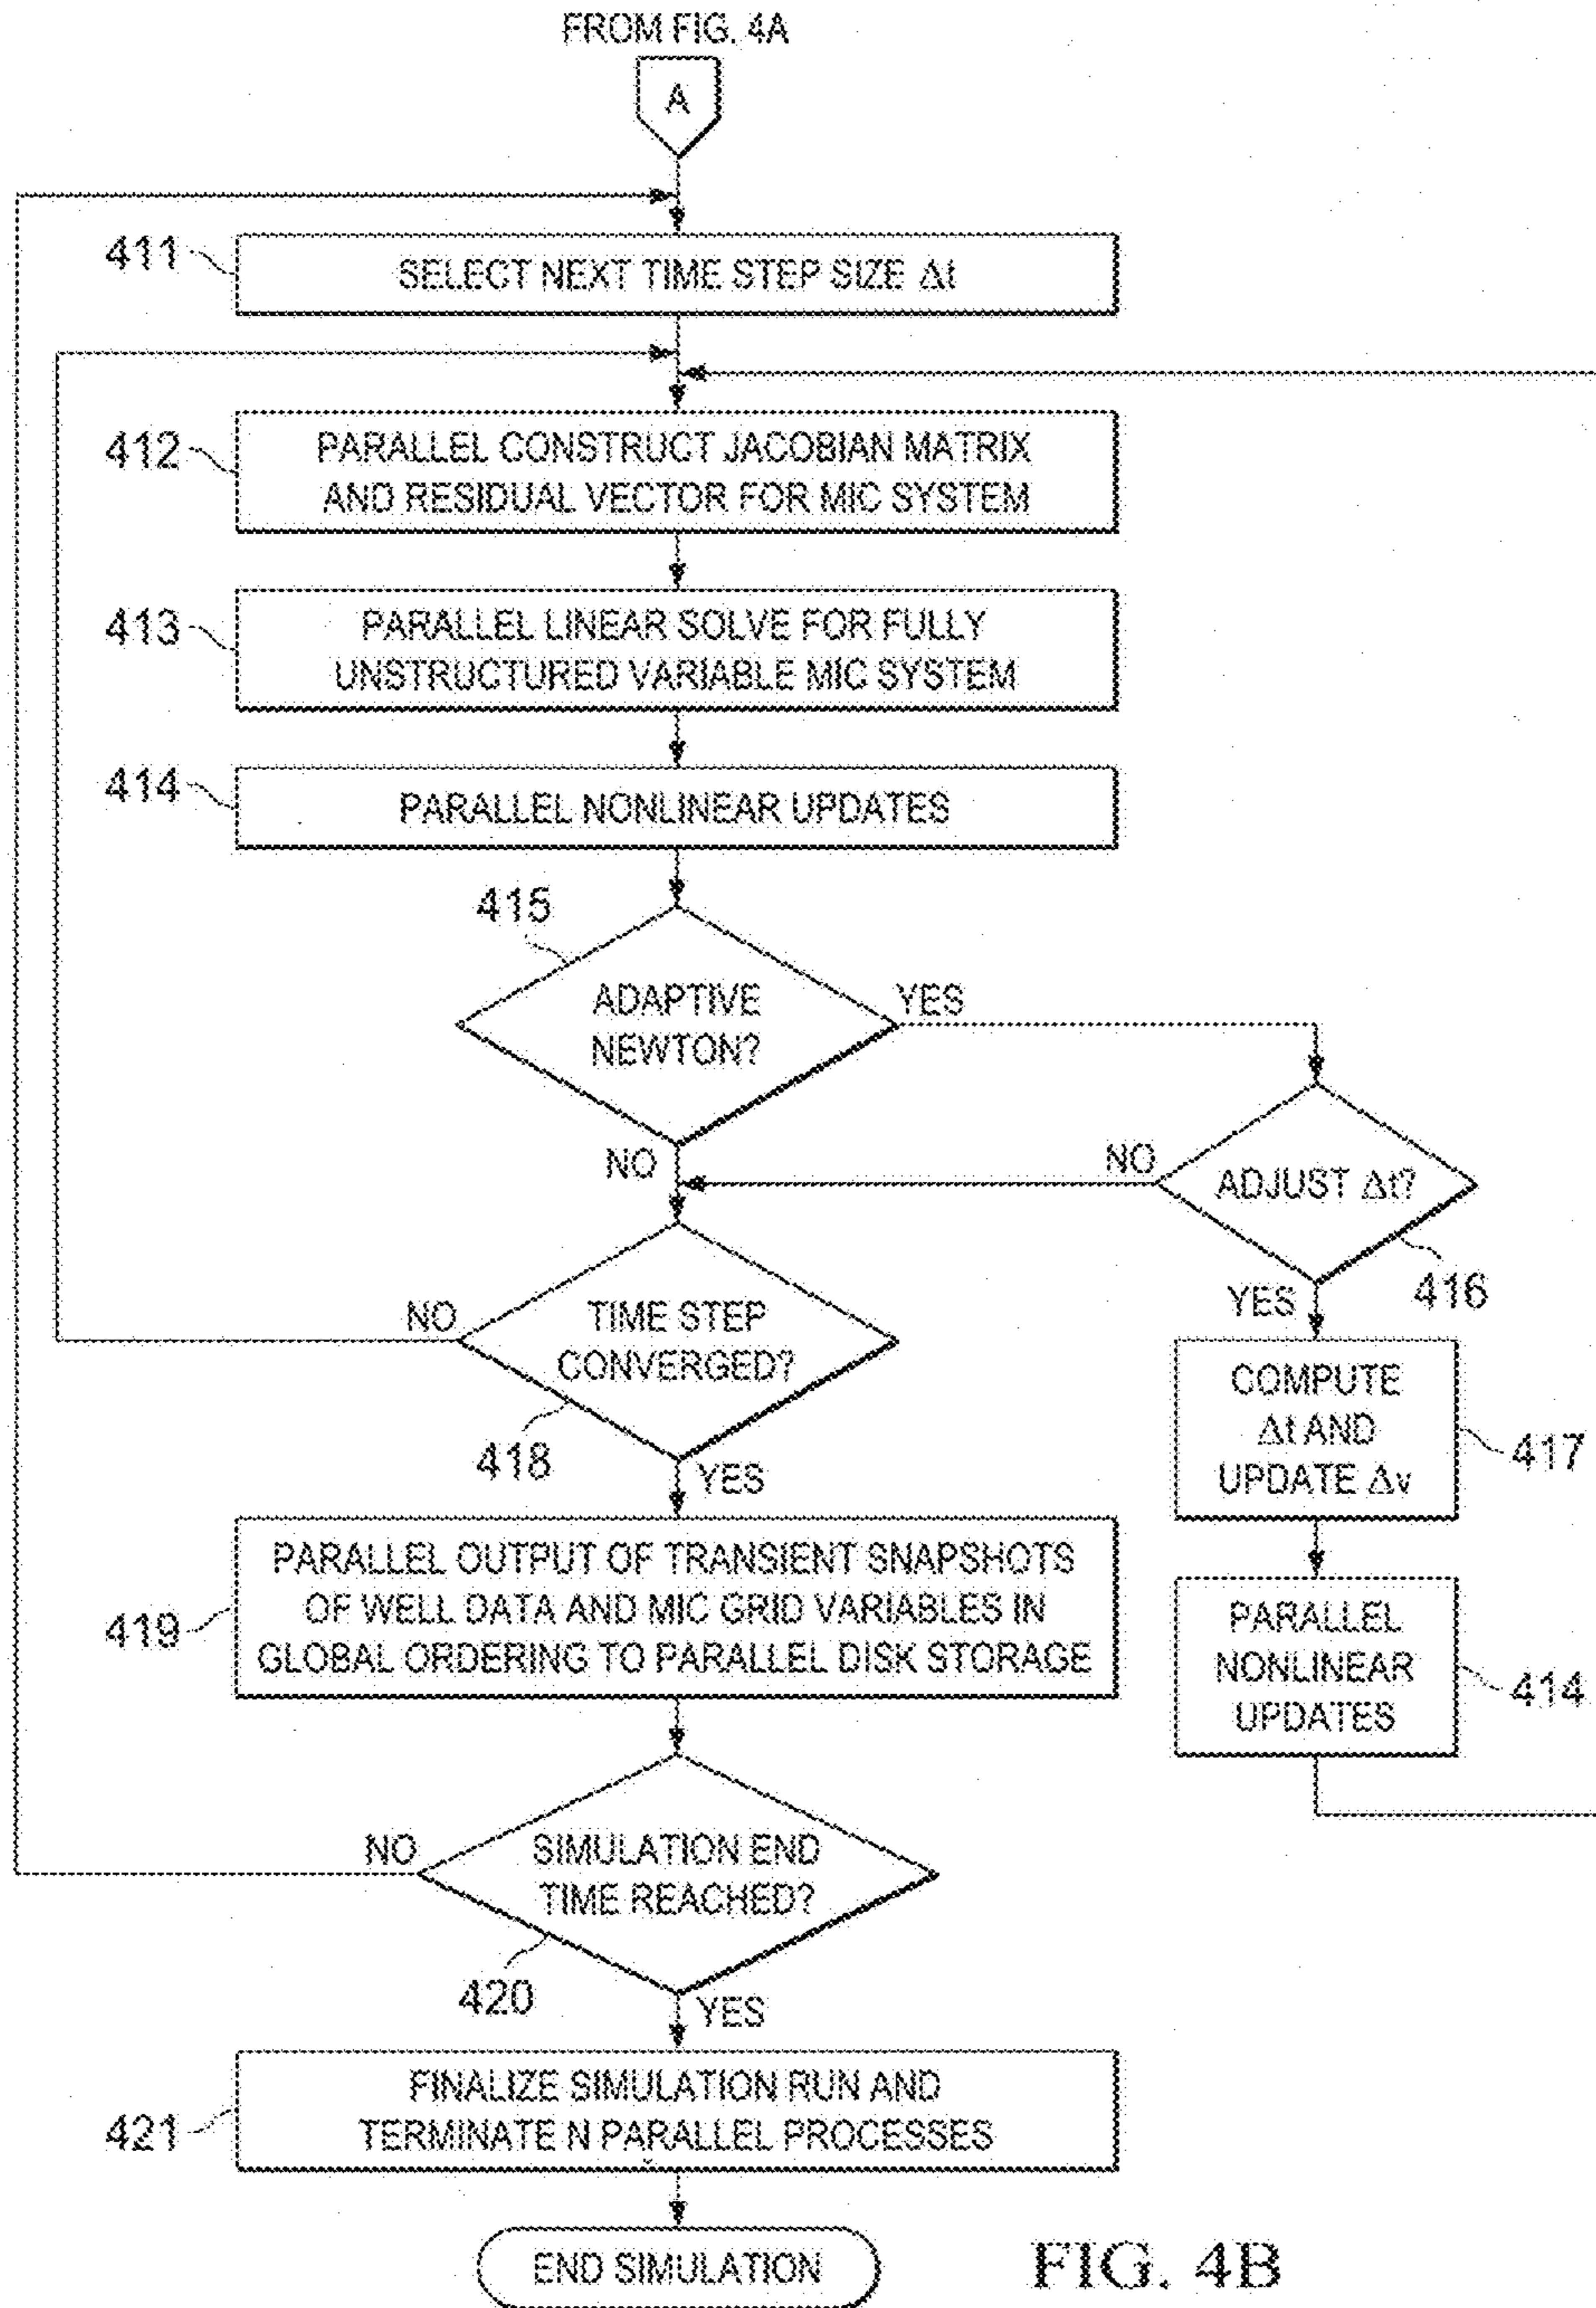 FROM FIG. 4A
A
411
SELECT NEXT TIME STEP SIZE Δt
412
PARALLEL CONSTRUCT JACOBIAN MATRIX
AND RESIDUAL VECTOR FOR MIC SYSTEM
413
PARALLEL LINEAR SOLVE FOR FULLY
UNSTRUCTURED VARIABLE MIC SYSTEM
414
PARALLEL NONLINEAR UPDATES
415
ADAPTIVE
NEWTON?
YES
NO
NO
ADJUST Δt?
416
YES
NO
TIME STEP
CONVERGED?
418
YES
COMPUTE
Δt AND
UPDATE Δv
417
419
PARALLEL OUTPUT OF TRANSIENT SNAPSHOTS
OF WELL DATA AND MIC GRID VARIABLES IN
GLOBAL ORDERING TO PARALLEL DISK STORAGE
PARALLEL
NONLINEAR
UPDATES
414
NO
SIMULATION END
TIME REACHED?
420
YES
421
FINALIZE SIMULATION RUN AND
TERMINATE N PARALLEL PROCESSES
END SIMULATION
FIG. 4B